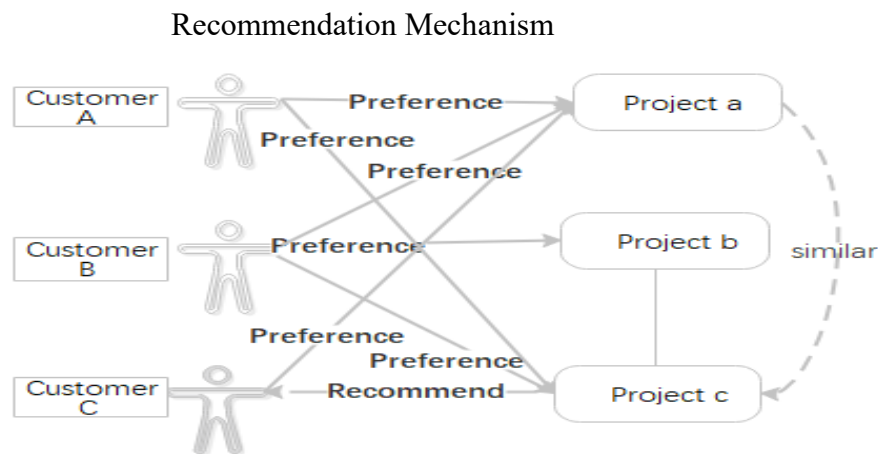 Recommendation Mechanism
Customer
A
Preference
Project a
Preference
Preference
Customer
B
Preference
Project b
similar
Preference
Preference
Customer
C
Recommend
Project c